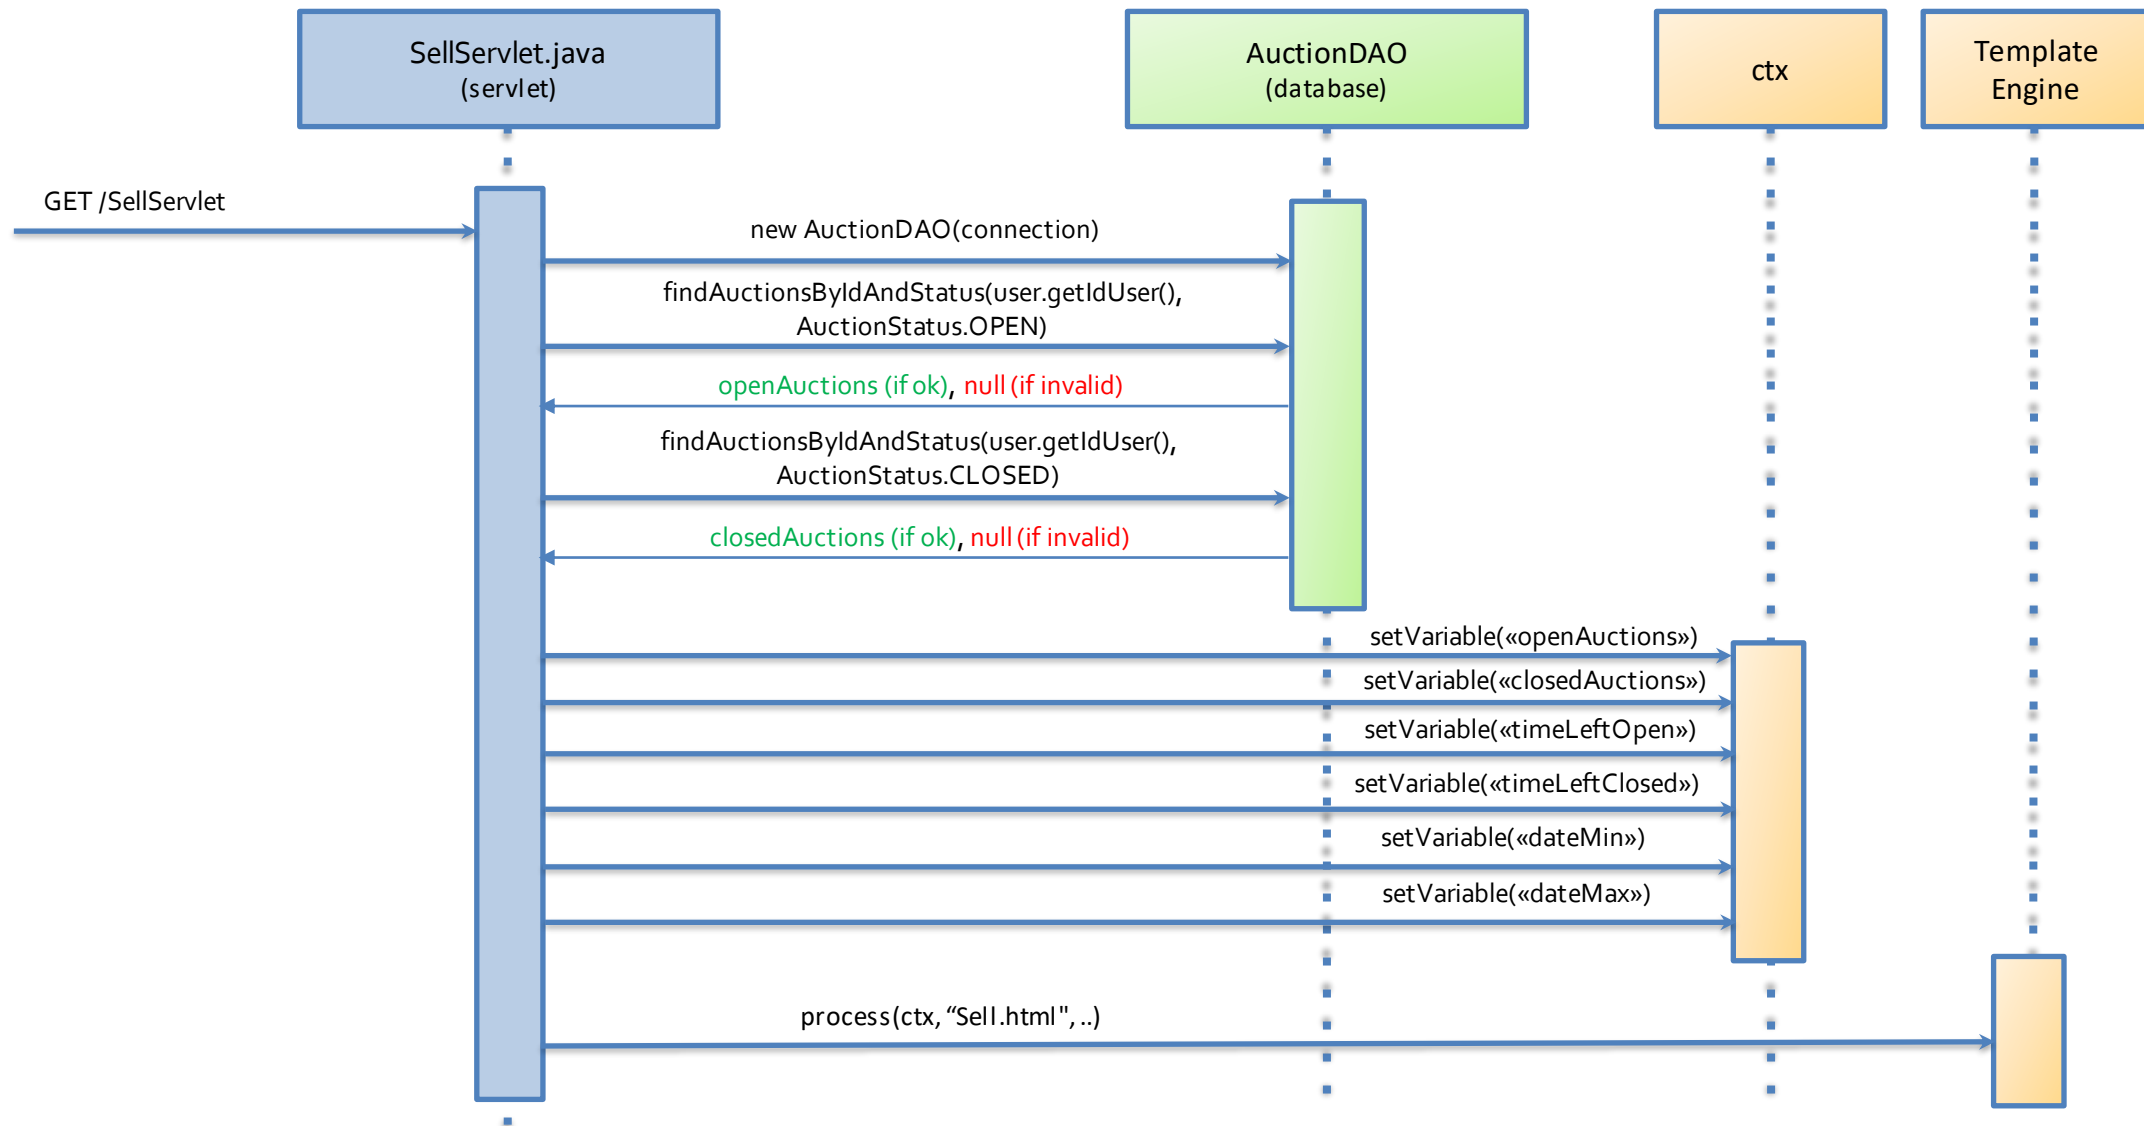 SellServlet.java
(servlet)
AuctionDAO
(database)
ctx
Template
Engine
GET /SellServlet
new AuctionDAO(connection)
findAuctionsByIdAndStatus(user.getIdUser(),
AuctionStatus.OPEN)
openAuctions (if ok), null (if invalid)
findAuctionsByIdAndStatus(user.getIdUser(),
AuctionStatus.CLOSED)
closedAuctions (if ok), null (if invalid)
setVariable(«openAuctions»)
setVariable(«closedAuctions»)
setVariable(«timeLeftOpen»)
setVariable(«timeLeftClosed»)
setVariable(«dateMin»)
setVariable(«dateMax»)
process(ctx, “Sell.html", ..)